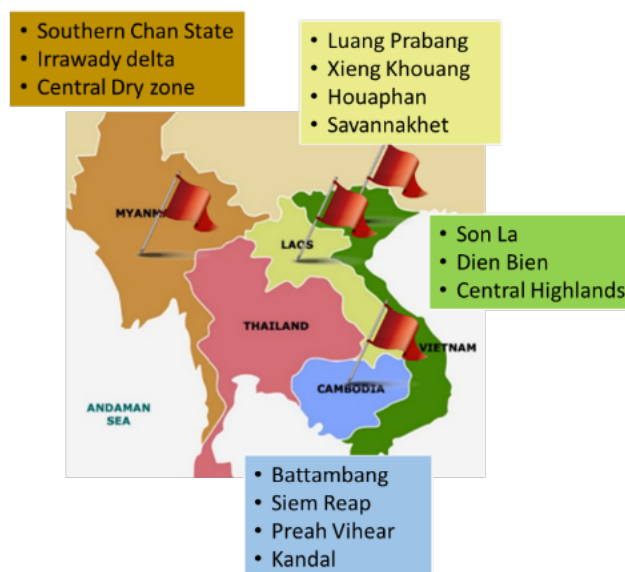 • Southern Chan State
• Irrawady delta
• Central Dry zone
• Luang Prabang
• Xieng Khouang
• Houaphan
• Savannakhet
MYANM
LAOS
• Son La
• Dien Bien
• Central Highlands
THAILAND
VIETNAM
CAMBODIA
ANDAMAN
SEA
• Battambang
• Siem Reap
• Preah Vihear
• Kandal